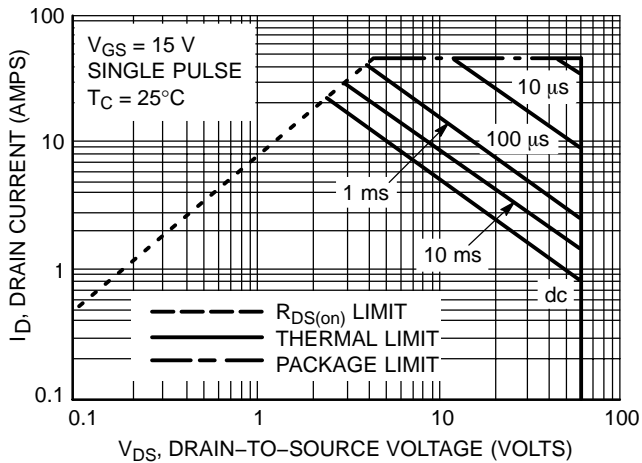 100
10
1
0.1
I_D, DRAIN CURRENT (AMPS)
V_GS = 15 V
SINGLE PULSE
T_C = 25°C
10 µs
100 µs
1 ms
10 ms
dc
R_DS(on) LIMIT
THERMAL LIMIT
PACKAGE LIMIT
0.1 1 10 100
V_DS, DRAIN−TO−SOURCE VOLTAGE (VOLTS)